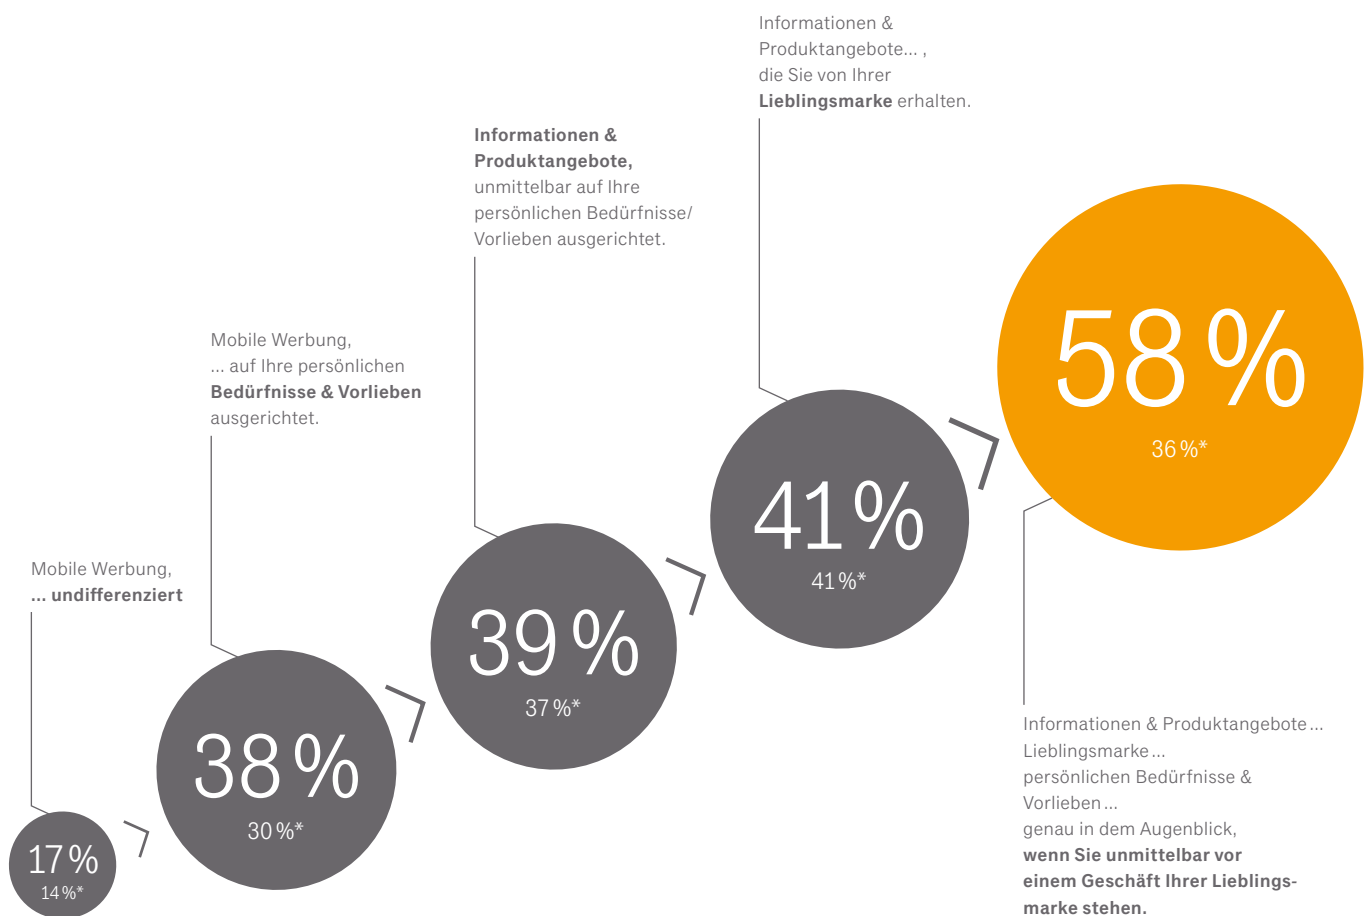 Mobile Werbung,
... undifferenziert
17 %
14 %*
Mobile Werbung,
... auf Ihre persönlichen
Bedürfnisse & Vorlieben
ausgerichtet.
38 %
30 %*
Informationen &
Produktangebote,
unmittelbar auf Ihre
persönlichen Bedürfnisse/
Vorlieben ausgerichtet.
39 %
37 %*
Informationen &
Produktangebote... ,
die Sie von Ihrer
Lieblingsmarke erhalten.
41 %
41 %*
58 %
36 %*
Informationen & Produktangebote ...
Lieblingsmarke ...
persönlichen Bedürfnisse &
Vorlieben ...
genau in dem Augenblick,
wenn Sie unmittelbar vor
einem Geschäft Ihrer Lieblings-
marke stehen.